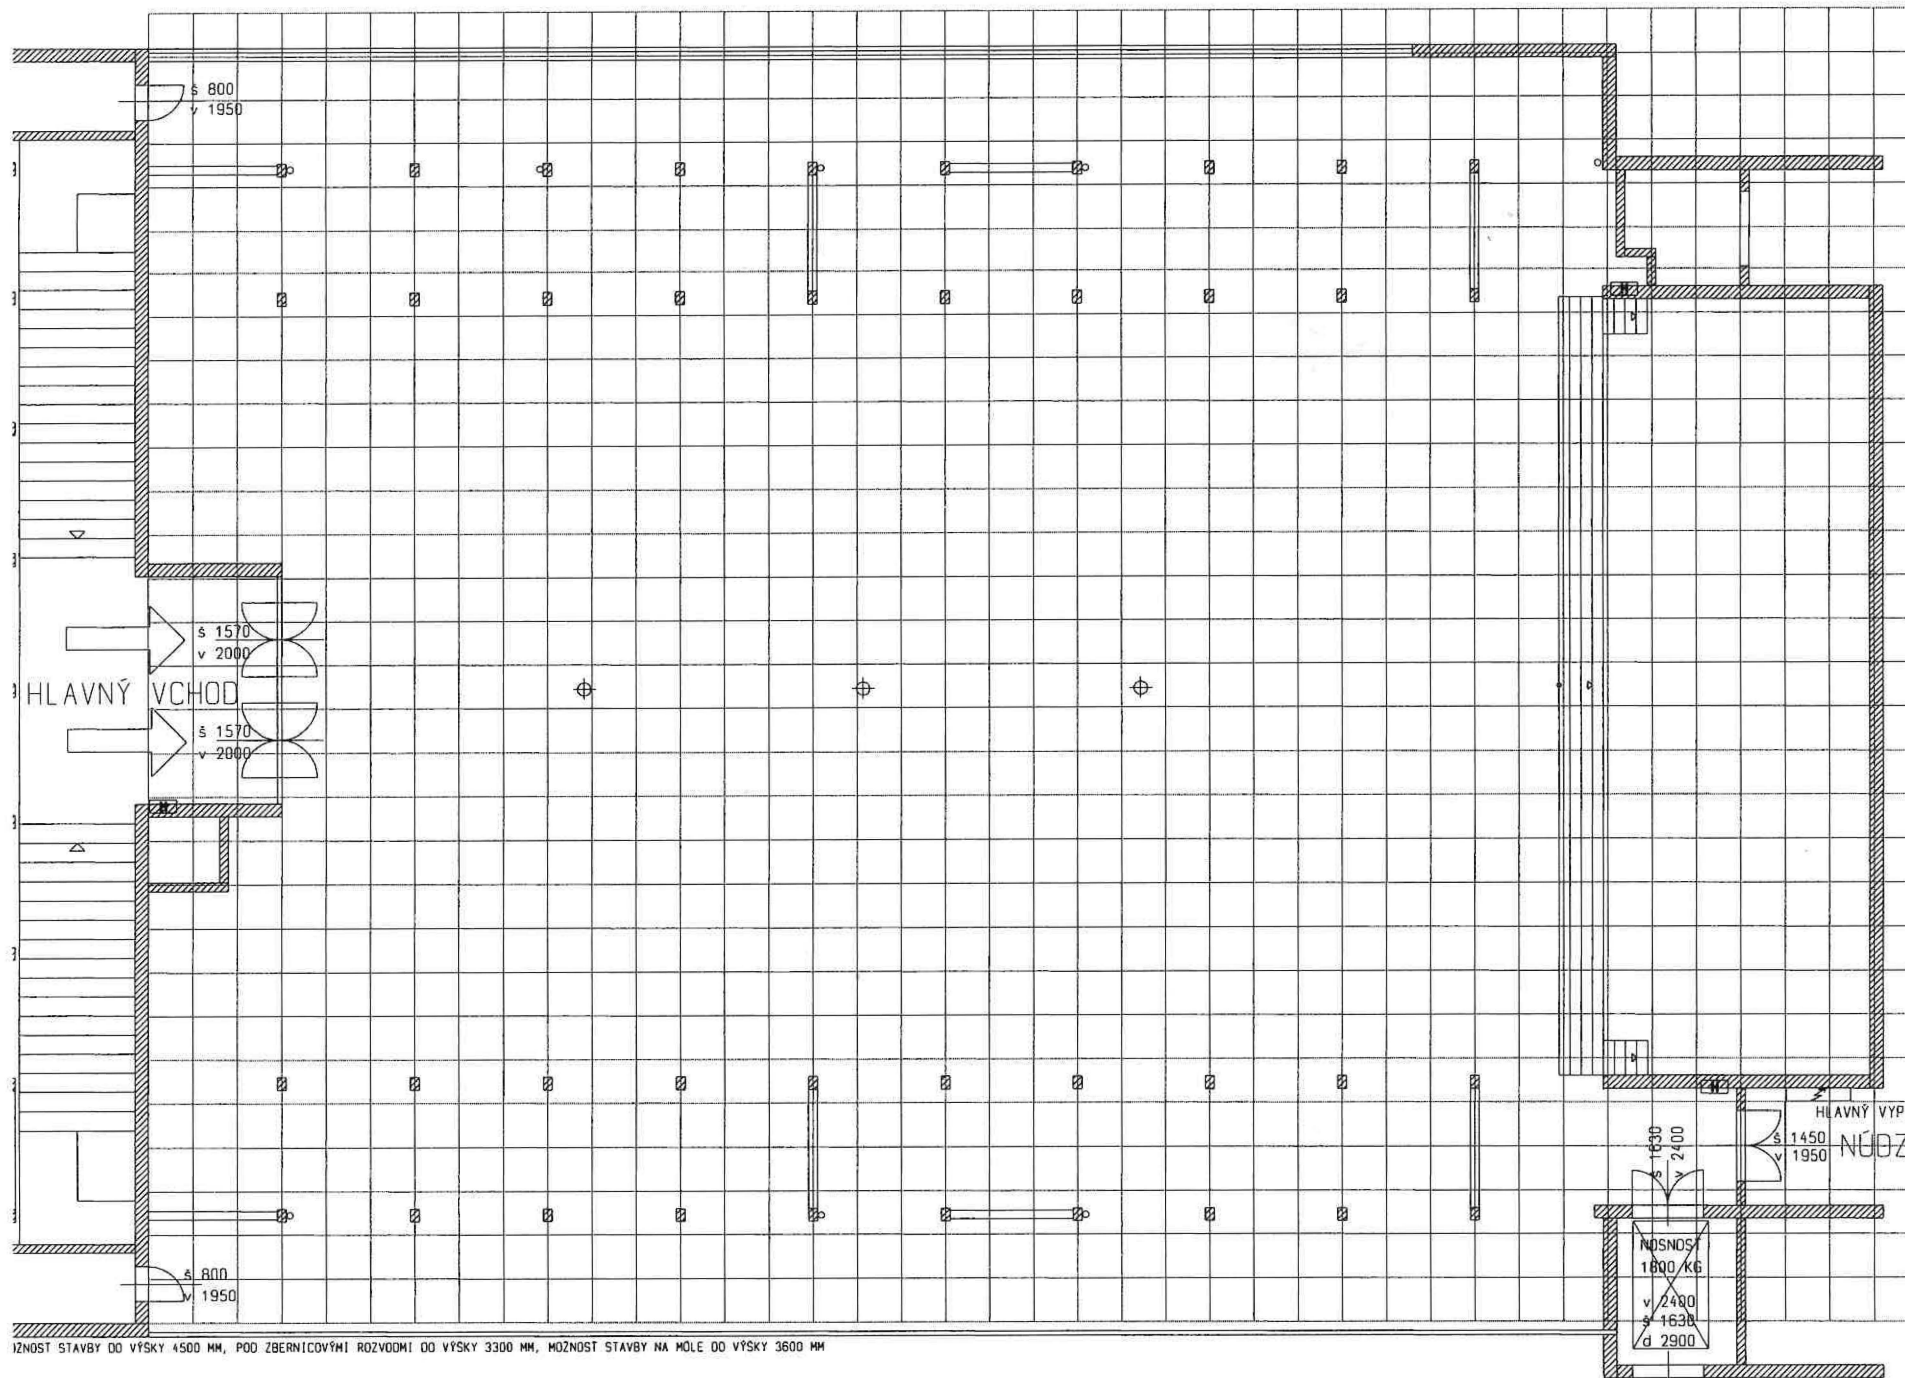 š 800
v 1950
š 1570
v 2000
HLAVNÝ VCHOD
š 1570
v 2000
H
H
H
HLAVNÝ VYP
š 1630
v 2400
š 1450
v 1950
NÚDZ
NOSNOSŤ
1800 KG
v 2400
š 1630
d 2900
š 800
v 1950
ŽNOST STAVBY DO VÝŠKY 4500 MM, POD ZBERNICOVÝMI ROZVODMI DO VÝŠKY 3300 MM, MOŽNOST STAVBY NA MÓLE DO VÝŠKY 3600 MM